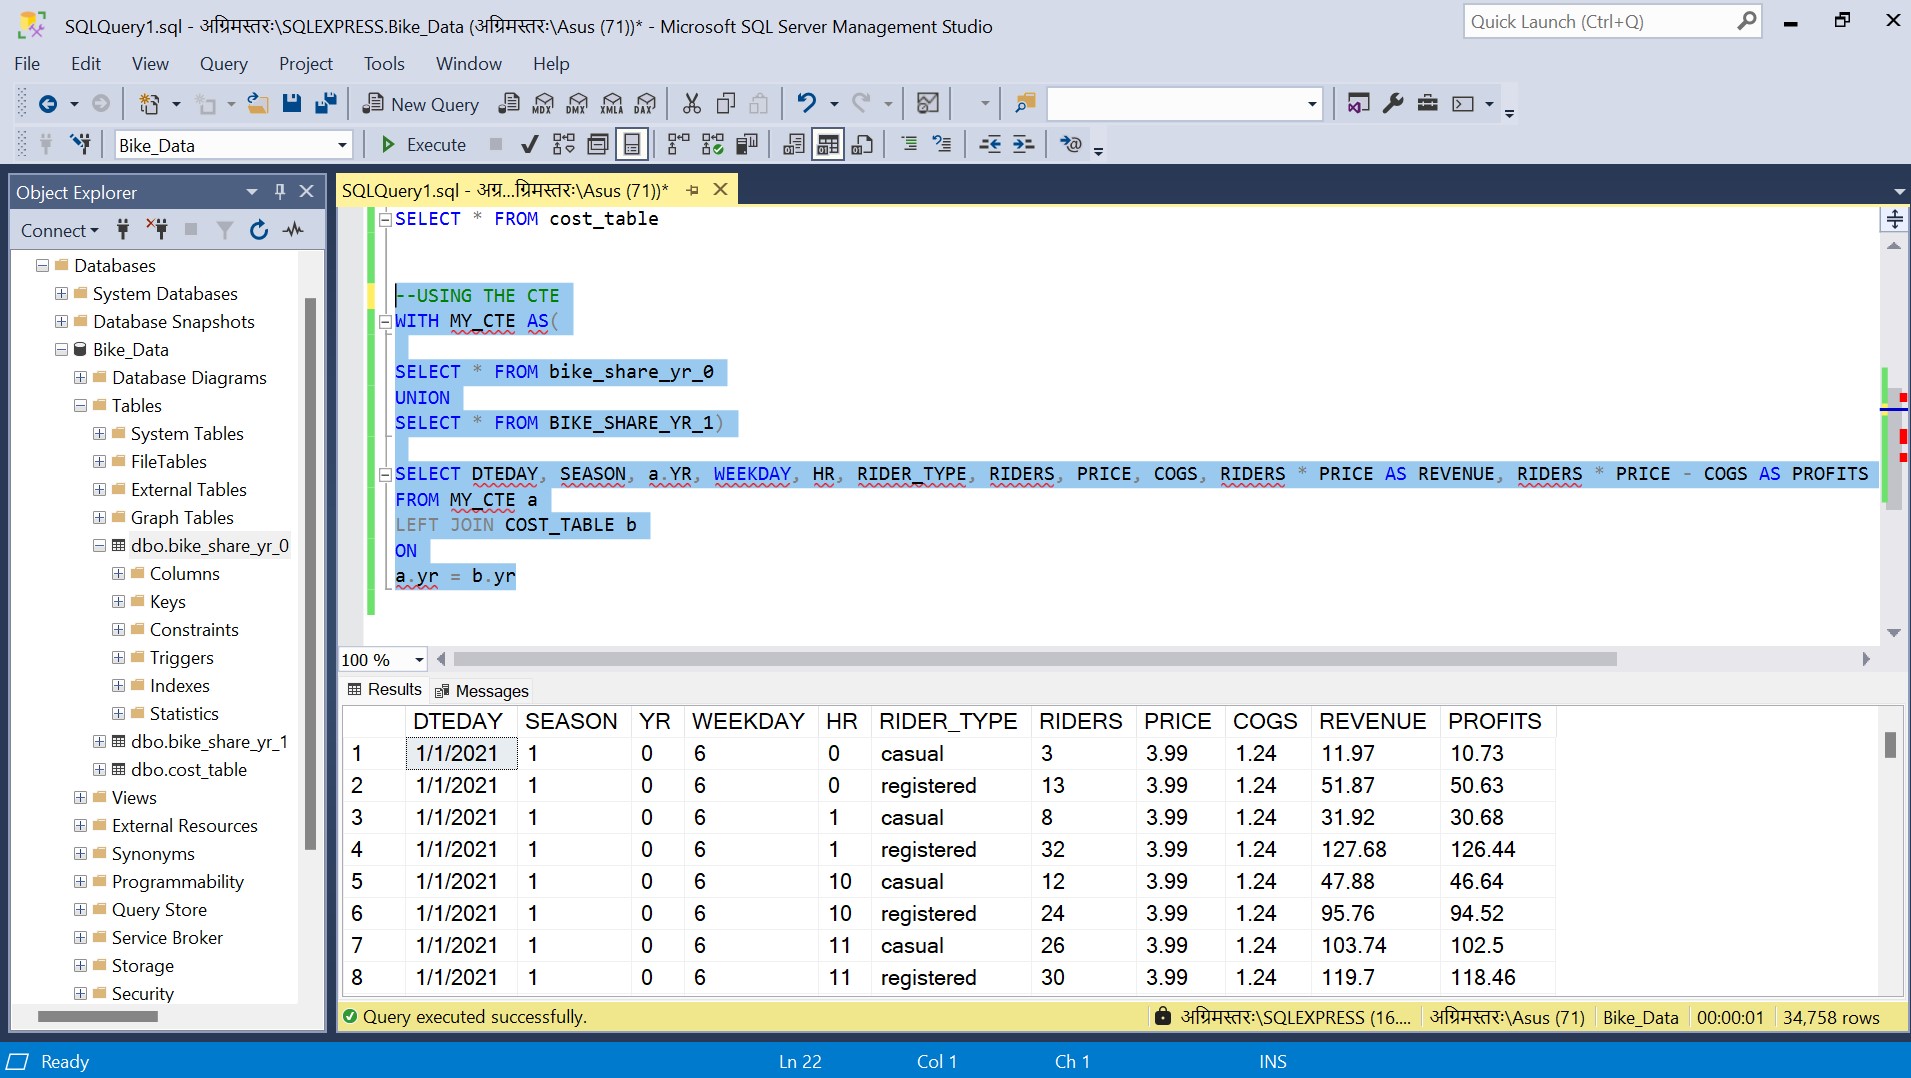 SQLQuery1.sql - अग्रिमस्तरः\SQLEXPRESS.Bike_Data (अग्रिमस्तरः\Asus (71))* - Microsoft SQL Server Management Studio
Quick Launch (Ctrl+Q)
File Edit View Query Project Tools Window Help
New Query MDX DMX XMLA DAX
Bike_Data Execute
Object Explorer
Connect
Databases
System Databases
Database Snapshots
Bike_Data
Database Diagrams
Tables
System Tables
FileTables
External Tables
Graph Tables
dbo.bike_share_yr_0
Columns
Keys
Constraints
Triggers
Indexes
Statistics
dbo.bike_share_yr_1
dbo.cost_table
Views
External Resources
Synonyms
Programmability
Query Store
Service Broker
Storage
Security
SQLQuery1.sql - अग्र...ग्रिमस्तरः\Asus (71))*
SELECT * FROM cost_table
--USING THE CTE
WITH MY_CTE AS(
SELECT * FROM bike_share_yr_0
UNION
SELECT * FROM BIKE_SHARE_YR_1)
SELECT DTEDAY, SEASON, a.YR, WEEKDAY, HR, RIDER_TYPE, RIDERS, PRICE, COGS, RIDERS * PRICE AS REVENUE, RIDERS * PRICE - COGS AS PROFITS
FROM MY_CTE a
LEFT JOIN COST_TABLE b
ON
a.yr = b.yr
100 %
Results Messages
DTEDAY SEASON YR WEEKDAY HR RIDER_TYPE RIDERS PRICE COGS REVENUE PROFITS
1 1/1/2021 1 0 6 0 casual 3 3.99 1.24 11.97 10.73
2 1/1/2021 1 0 6 0 registered 13 3.99 1.24 51.87 50.63
3 1/1/2021 1 0 6 1 casual 8 3.99 1.24 31.92 30.68
4 1/1/2021 1 0 6 1 registered 32 3.99 1.24 127.68 126.44
5 1/1/2021 1 0 6 10 casual 12 3.99 1.24 47.88 46.64
6 1/1/2021 1 0 6 10 registered 24 3.99 1.24 95.76 94.52
7 1/1/2021 1 0 6 11 casual 26 3.99 1.24 103.74 102.5
8 1/1/2021 1 0 6 11 registered 30 3.99 1.24 119.7 118.46
Query executed successfully. अग्रिमस्तरः\SQLEXPRESS (16.... अग्रिमस्तरः\Asus (71) Bike_Data 00:00:01 34,758 rows
Ready Ln 22 Col 1 Ch 1 INS